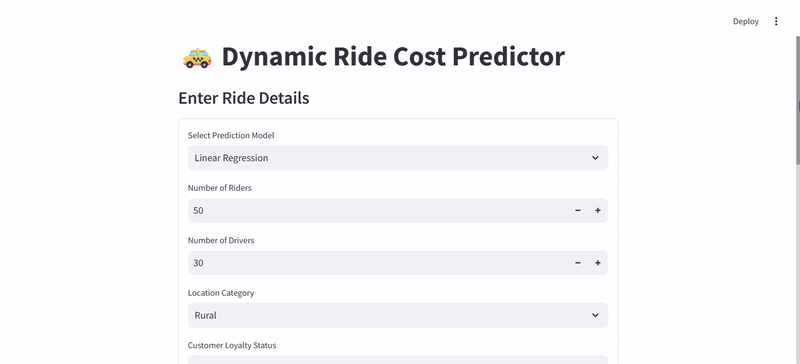 Deploy
Dynamic Ride Cost Predictor
Enter Ride Details
Select Prediction Model
Linear Regression
Number of Riders
50
Number of Drivers
30
Location Category
Rural
Customer Loyalty Status